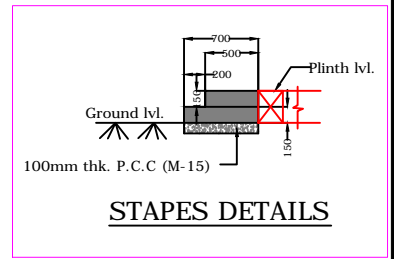 700
500
200
Plinth lvl.
150
Ground lvl.
150
100mm thk. P.C.C (M-15)
STAPES DETAILS